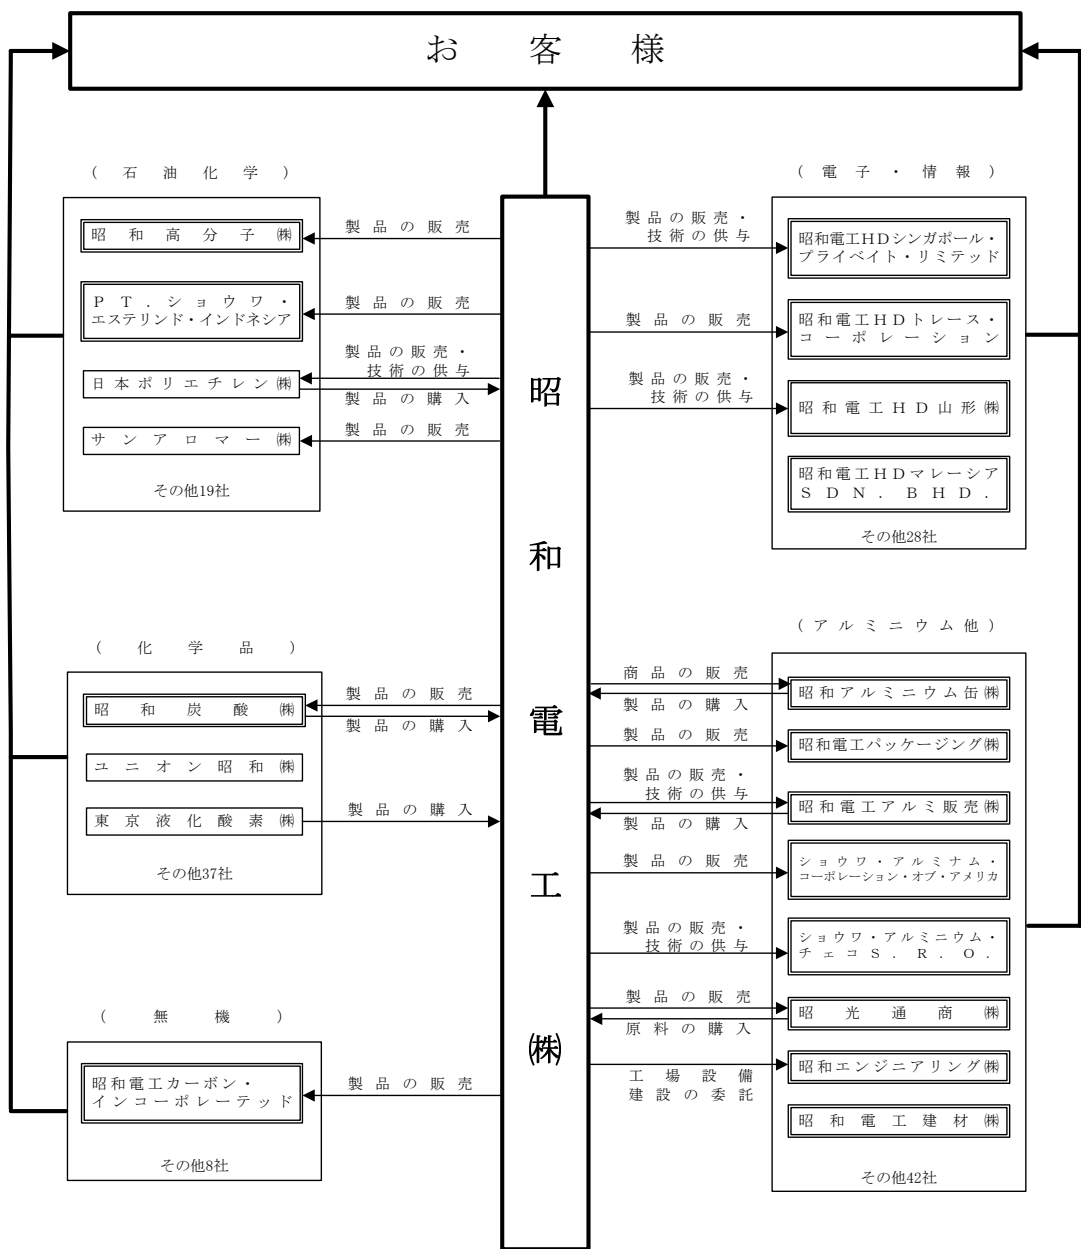 お客様
(石油化学)
昭和高分子㈱
製品の販売
PT.ショウワ・
エステリンド・インドネシア
製品の販売
日本ポリエチレン㈱
製品の販売・
技術の供与
製品の購入
サンアロマー㈱
製品の販売
その他19社
(化学品)
昭和炭酸㈱
製品の販売
製品の購入
ユニオン昭和㈱
東京液化酸素㈱
製品の購入
その他37社
(無機)
昭和電工カーボン・
インコーポレーテッド
製品の販売
その他8社
昭和電工㈱
(電子・情報)
製品の販売・
技術の供与
昭和電工HDシンガポール・
プライベイト・リミテッド
製品の販売
昭和電工HDトレース・
コーポレーション
製品の販売・
技術の供与
昭和電工HD山形㈱
昭和電工HDマレーシア
SDN.BHD.
その他28社
(アルミニウム他)
商品の販売
製品の購入
昭和アルミニウム缶㈱
製品の販売
昭和電工パッケージング㈱
製品の販売・
技術の供与
製品の購入
昭和電工アルミ販売㈱
製品の販売
ショウワ・アルミナム・
コーポレーション・オブ・アメリカ
製品の販売・
技術の供与
ショウワ・アルミニウム・
チェコS.R.O.
製品の販売
原料の購入
昭光通商㈱
工場設備
建設の委託
昭和エンジニアリング㈱
昭和電工建材㈱
その他42社